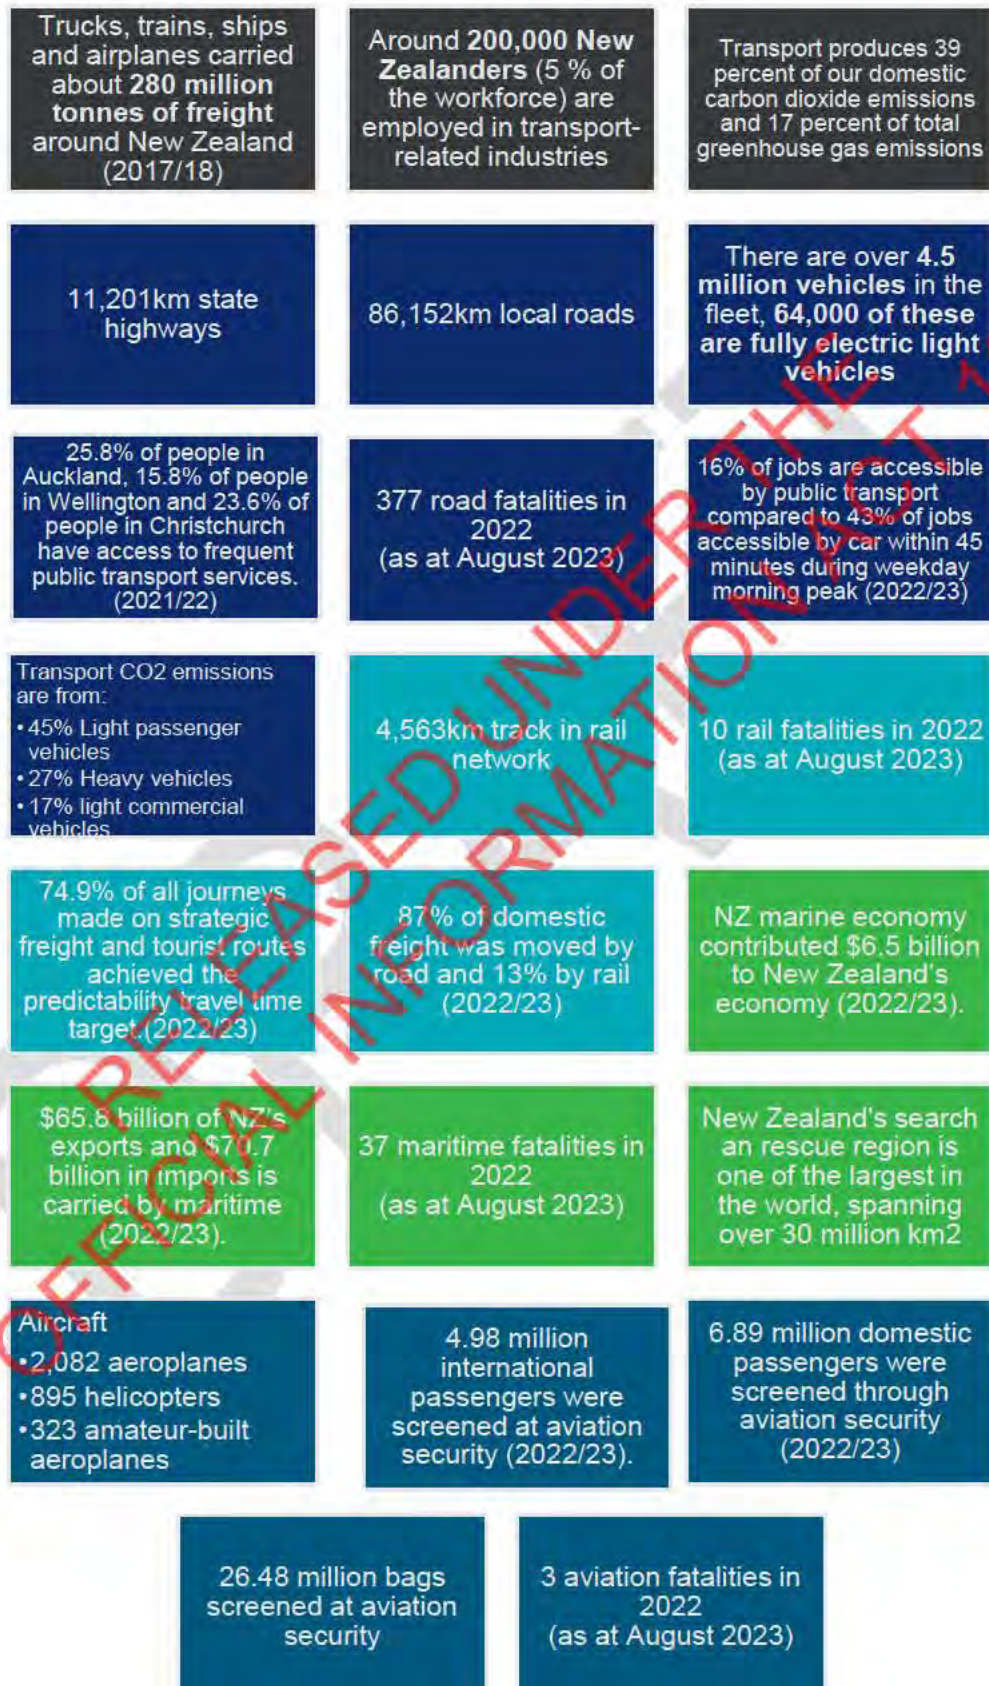 Trucks, trains, ships
and airplanes carried
about 280 million
tonnes of freight
around New Zealand
(2017/18)
Around 200,000 New
Zealanders (5 % of
the workforce) are
employed in transport-
related industries
Transport produces 39
percent of our domestic
carbon dioxide emissions
and 17 percent of total
greenhouse gas emissions
11,201km state
highways
86,152km local roads
There are over 4.5
million vehicles in the
fleet, 64,000 of these
are fully electric light
vehicles
25.8% of people in
Auckland, 15.8% of people
in Wellington and 23.6% of
people in Christchurch
have access to frequent
public transport services.
(2021/22)
377 road fatalities in
2022
(as at August 2023)
16% of jobs are accessible
by public transport
compared to 43% of jobs
accessible by car within 45
minutes during weekday
morning peak (2022/23)
Transport CO2 emissions
are from:
• 45% Light passenger
vehicles
• 27% Heavy vehicles
• 17% light commercial
vehicles
4,563km track in rail
network
10 rail fatalities in 2022
(as at August 2023)
74.9% of all journeys
made on strategic
freight and tourist routes
achieved the
predictability travel time
target.(2022/23)
87% of domestic
freight was moved by
road and 13% by rail
(2022/23)
NZ marine economy
contributed $6.5 billion
to New Zealand's
economy (2022/23).
$65.8 billion of NZ's
exports and $70.7
billion in imports is
carried by maritime
(2022/23).
37 maritime fatalities in
2022
(as at August 2023)
New Zealand's search
an rescue region is
one of the largest in
the world, spanning
over 30 million km2
Aircraft
• 2,082 aeroplanes
• 895 helicopters
• 323 amateur-built
aeroplanes
4.98 million
international
passengers were
screened at aviation
security (2022/23).
6.89 million domestic
passengers were
screened through
aviation security
(2022/23)
26.48 million bags
screened at aviation
security
3 aviation fatalities in
2022
(as at August 2023)
RELEASED UNDER THE
OFFICIAL INFORMATION ACT 1